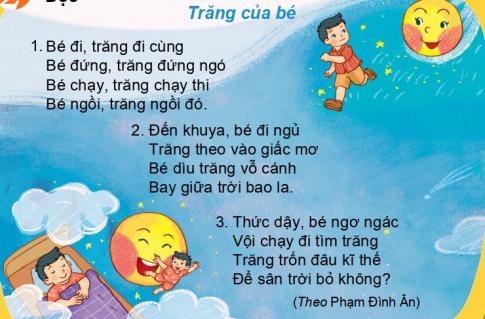 Đọc
Trăng của bé
1. Bé đi, trăng đi cùng
Bé đứng, trăng đứng ngó
Bé chạy, trăng chạy thi
Bé ngồi, trăng ngồi đó.
2. Đến khuya, bé đi ngủ
Trăng theo vào giấc mơ
Bé dìu trăng vỗ cánh
Bay giữa trời bao la.
3. Thức dậy, bé ngơ ngác
Vội chạy đi tìm trăng
Trăng trốn đâu kĩ thế
Để sân trời bỏ không?
(Theo Phạm Đình Ân)